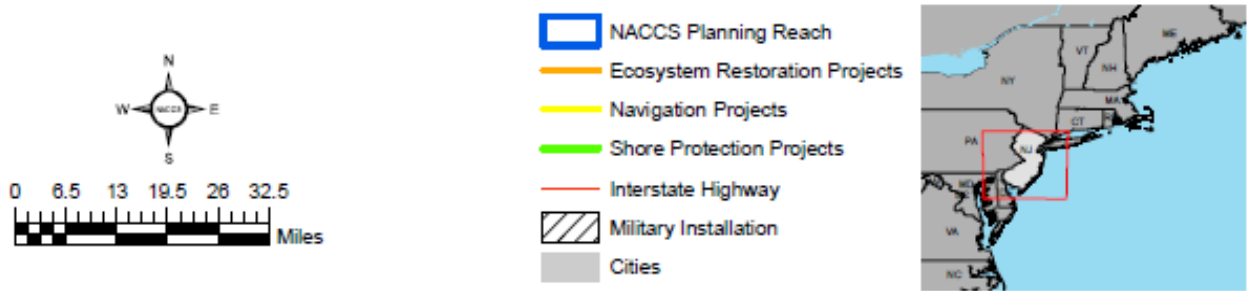 N
W NACCS E
S
0 6.5 13 19.5 26 32.5
Miles
NACCS Planning Reach
Ecosystem Restoration Projects
Navigation Projects
Shore Protection Projects
Interstate Highway
Military Installation
Cities
ME
VT
NH
NY
MA
CT RI
PA
NJ
MD
VA
NC